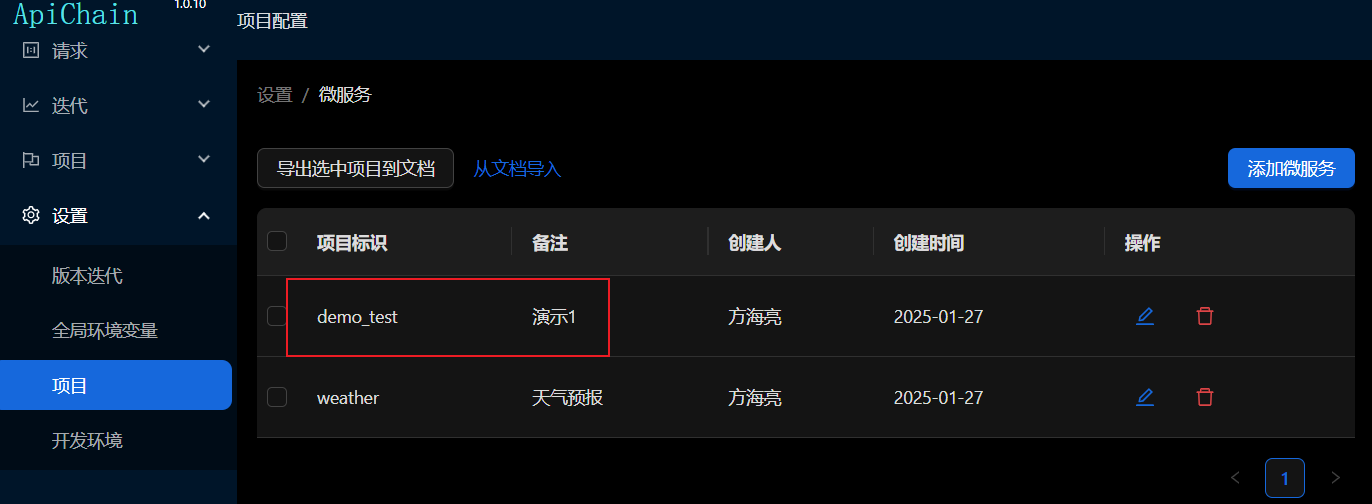 ApiChain 1.0.10
项目配置
请求
迭代
项目
设置
版本迭代
全局环境变量
项目
开发环境
设置 / 微服务
导出选中项目到文档 从文档导入 添加微服务
项目标识 备注 创建人 创建时间 操作
demo_test 演示1 方海亮 2025-01-27
weather 天气预报 方海亮 2025-01-27
< 1 >